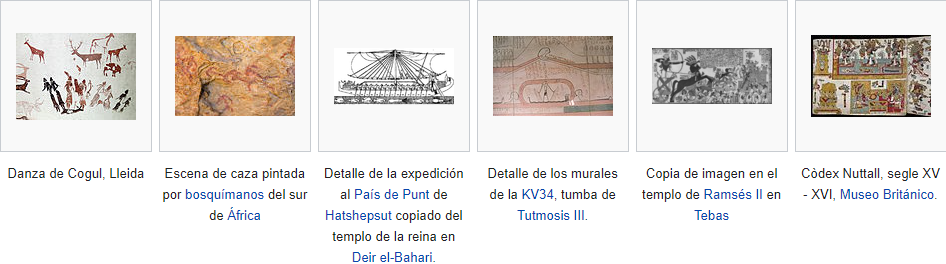 Danza de Cogul, Lleida
Escena de caza pintada
por bosquímanos del sur
de África
Detalle de la expedición
al País de Punt de
Hatshepsut copiado del
templo de la reina en
Deir el-Bahari.
Detalle de los murales
de la KV34, tumba de
Tutmosis III.
Copia de imagen en el
templo de Ramsés II en
Tebas
Còdex Nuttall, segle XV
- XVI, Museo Británico.